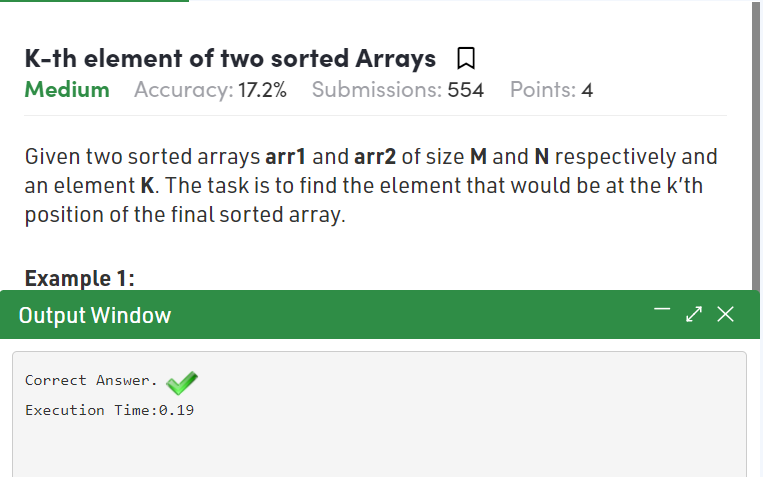 K-th element of two sorted Arrays
Medium Accuracy: 17.2% Submissions: 554 Points: 4
Given two sorted arrays arr1 and arr2 of size M and N respectively and
an element K. The task is to find the element that would be at the k’th
position of the final sorted array.
Example 1:
Output Window
Correct Answer.
Execution Time:0.19